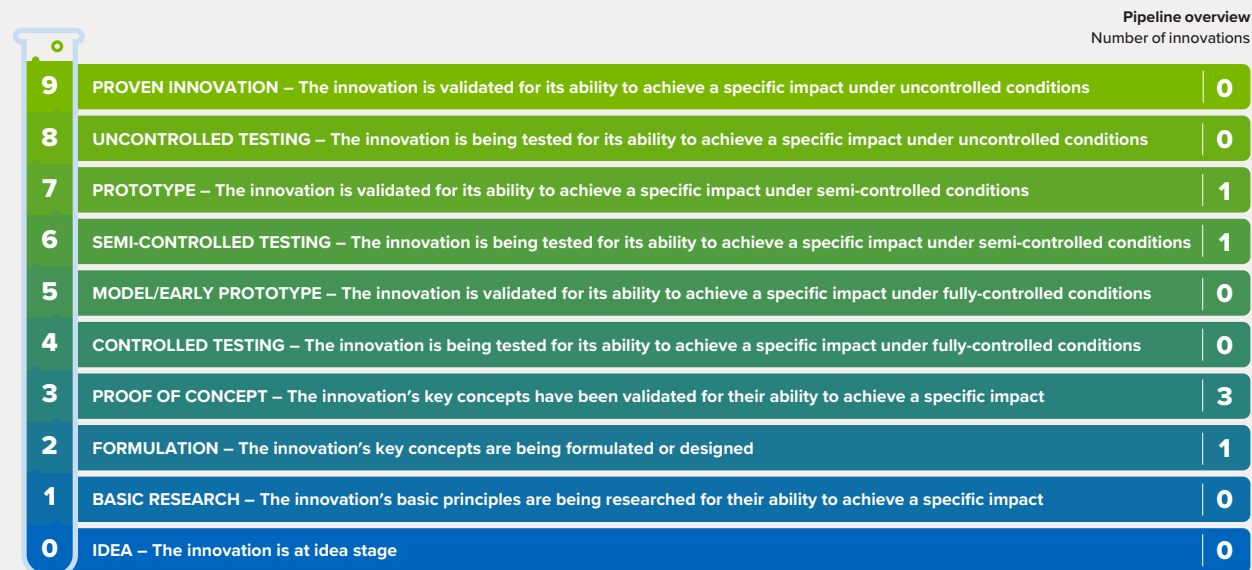 Pipeline overview
Number of innovations
9 PROVEN INNOVATION – The innovation is validated for its ability to achieve a specific impact under uncontrolled conditions 0
8 UNCONTROLLED TESTING – The innovation is being tested for its ability to achieve a specific impact under uncontrolled conditions 0
7 PROTOTYPE – The innovation is validated for its ability to achieve a specific impact under semi-controlled conditions 1
6 SEMI-CONTROLLED TESTING – The innovation is being tested for its ability to achieve a specific impact under semi-controlled conditions 1
5 MODEL/EARLY PROTOTYPE – The innovation is validated for its ability to achieve a specific impact under fully-controlled conditions 0
4 CONTROLLED TESTING – The innovation is being tested for its ability to achieve a specific impact under fully-controlled conditions 0
3 PROOF OF CONCEPT – The innovation’s key concepts have been validated for their ability to achieve a specific impact 3
2 FORMULATION – The innovation’s key concepts are being formulated or designed 1
1 BASIC RESEARCH – The innovation’s basic principles are being researched for their ability to achieve a specific impact 0
0 IDEA – The innovation is at idea stage 0